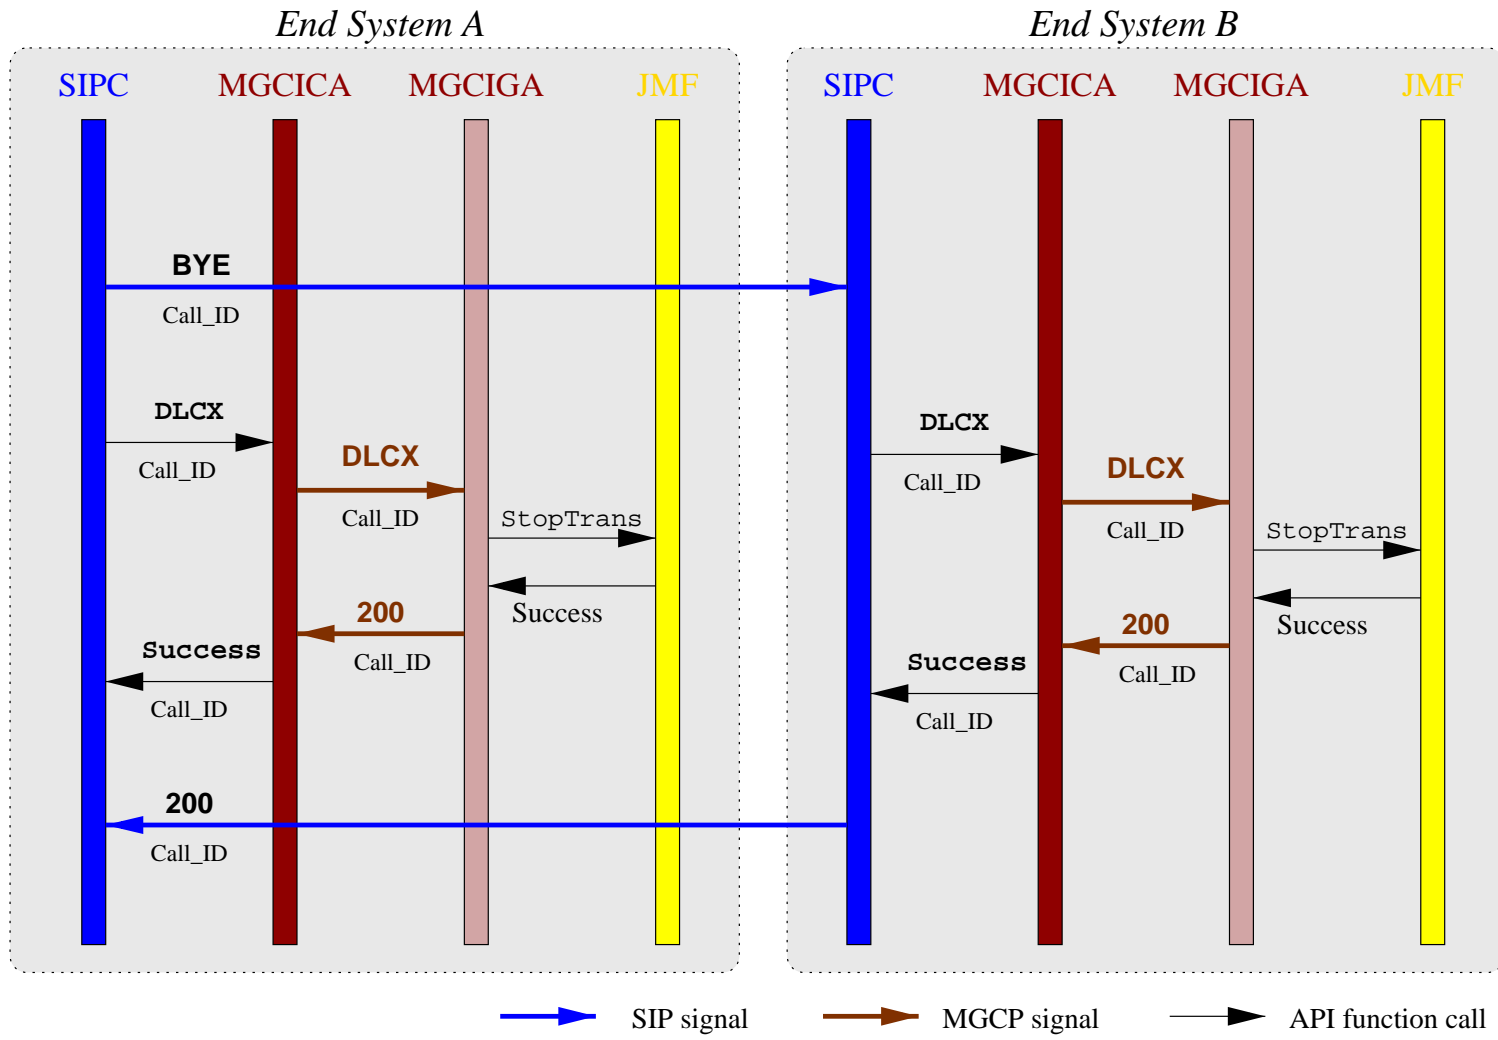 End System A
End System B
SIPC
MGCICA
MGCIGA
JMF
SIPC
MGCICA
MGCIGA
JMF
BYE
Call_ID
DLCX
Call_ID
DLCX
Call_ID
StopTrans
Success
200
Call_ID
Success
Call_ID
200
Call_ID
DLCX
Call_ID
DLCX
Call_ID
StopTrans
Success
200
Call_ID
Success
Call_ID
SIP signal
MGCP signal
API function call